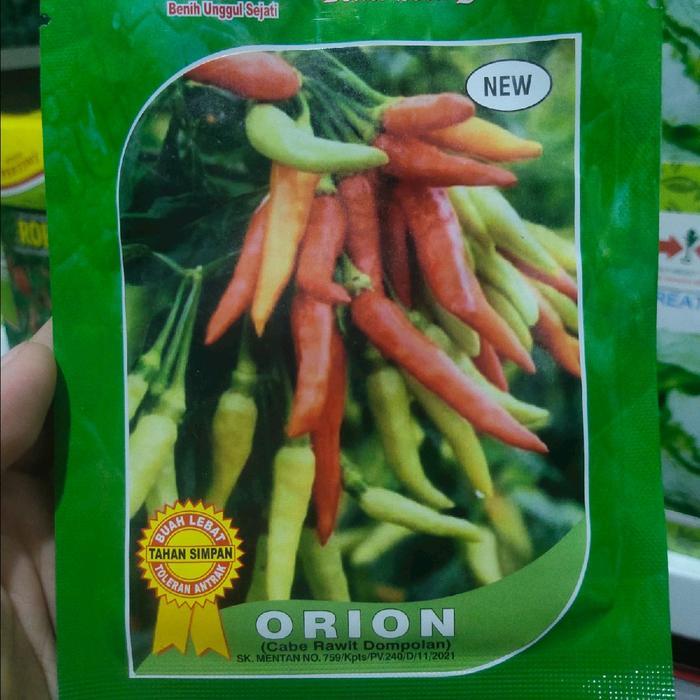 Benih Unggul Sejati
NEW
BUAH LEBAT
TAHAN SIMPAN
TOLERAN ANTRAK
ORION
(Cabe Rawit Dompolan)
SK. MENTAN NO. 759/Kpts/PV.240/D/11/2021